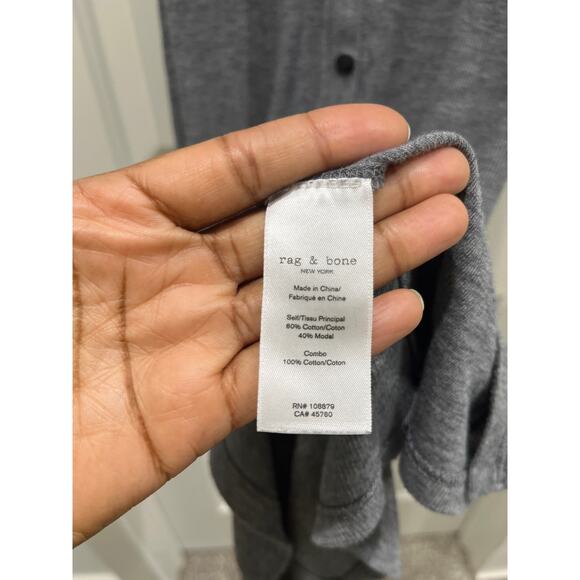 rag & bone
NEW YORK
Made in China/
Fabriqué en Chine
Self/Tissu Principal
60% Cotton/Coton
40% Modal
Combo
100% Cotton/Coton
RN# 108879
CA# 45760